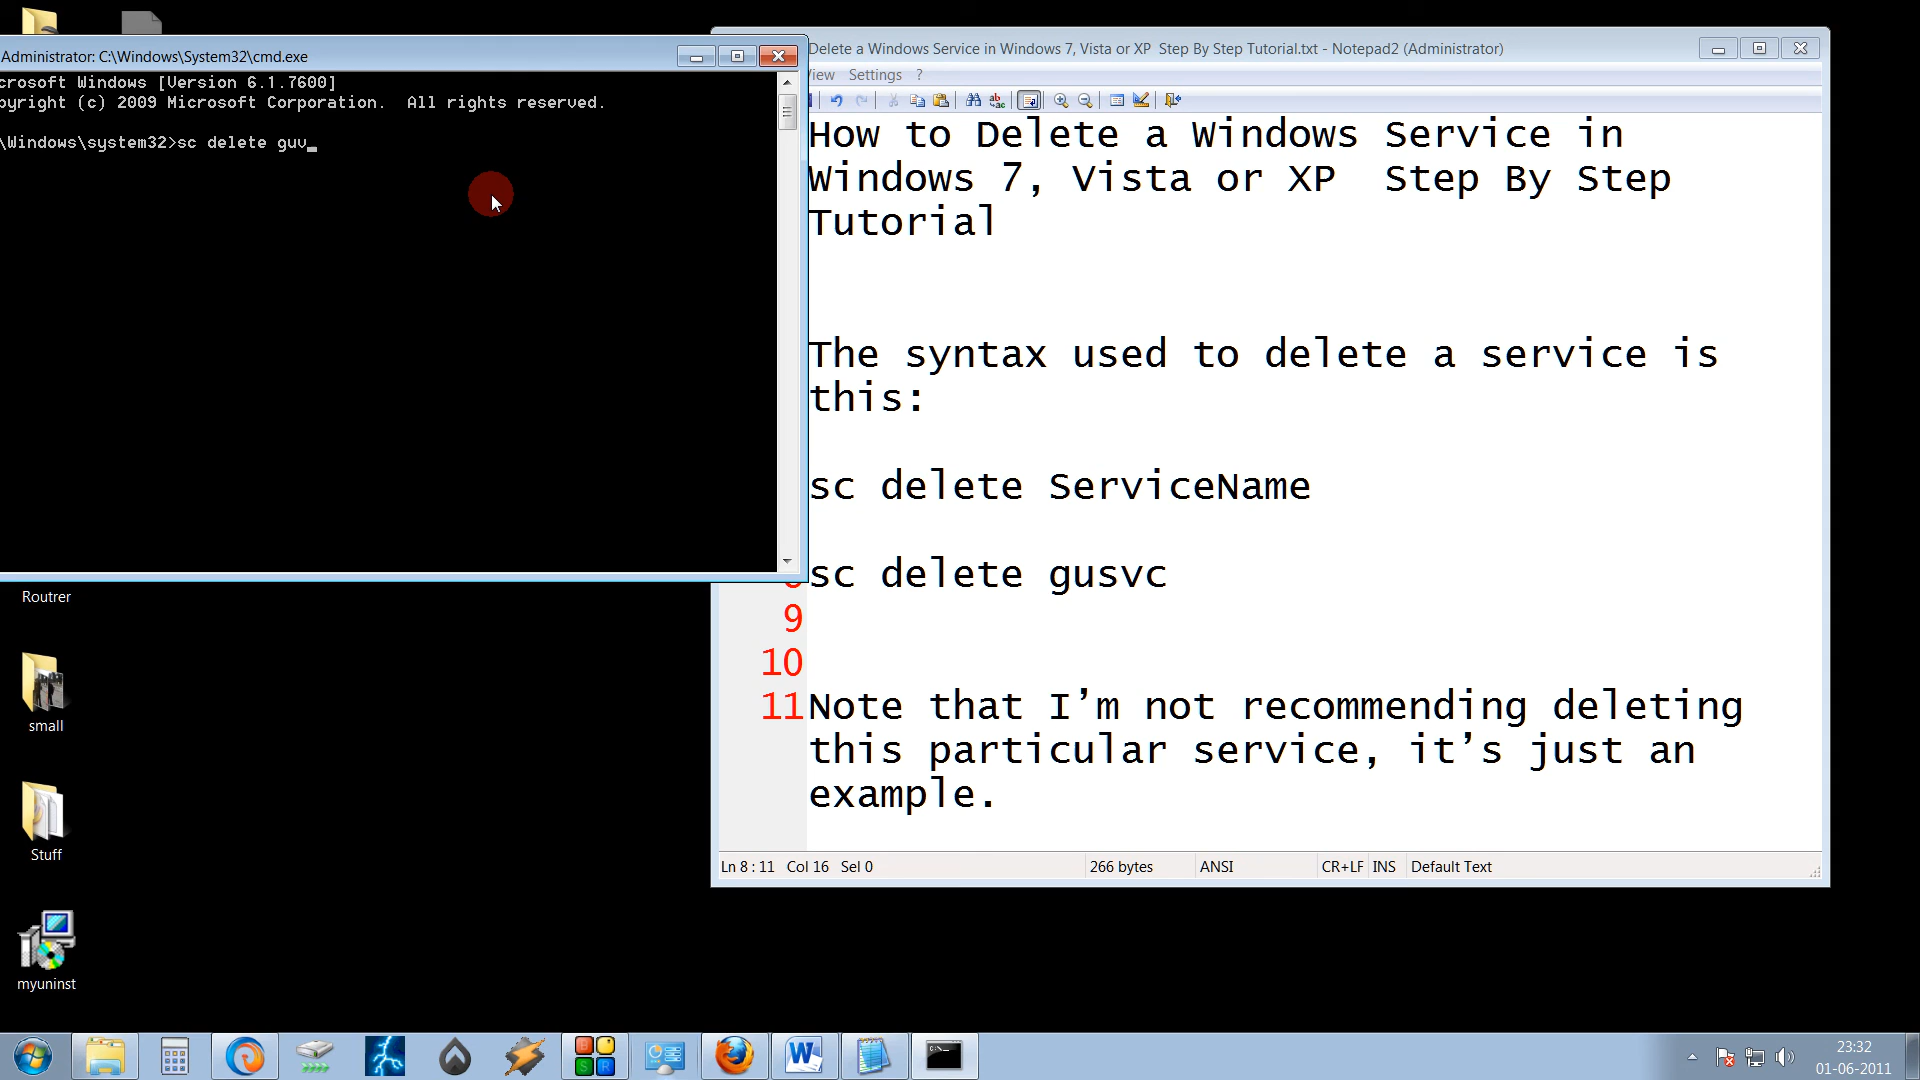 Administrator: C:\Windows\System32\cmd.exe
crosoft Windows [Version 6.1.7600]
pyright (c) 2009 Microsoft Corporation.  All rights reserved.
\Windows\system32>sc delete guv_
Delete a Windows Service in Windows 7, Vista or XP  Step By Step Tutorial.txt - Notepad2 (Administrator)
View Settings ?
How to Delete a Windows Service in
Windows 7, Vista or XP  Step By Step
Tutorial
The syntax used to delete a service is
this:
sc delete ServiceName
sc delete gusvc
9
10
11 Note that I’m not recommending deleting
this particular service, it’s just an
example.
Ln 8 : 11 Col 16 Sel 0 266 bytes ANSI CR+LF INS Default Text
Routrer
small
Stuff
myuninst
23:32
01-06-2011